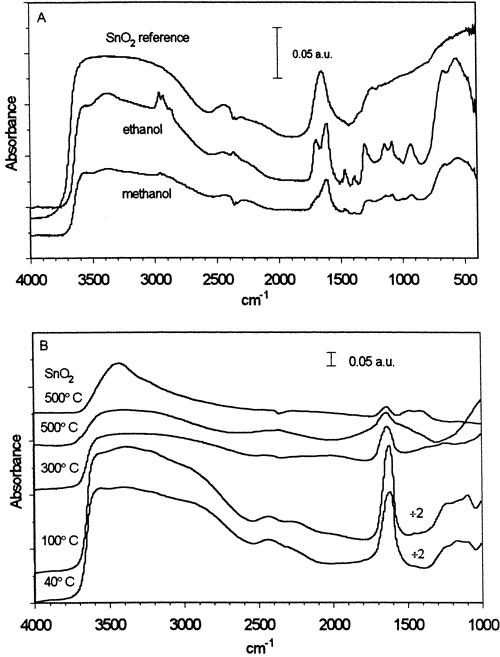 A
SnO2 reference
0.05 a.u.
ethanol
methanol
Absorbance
4000 3500 3000 2500 2000 1500 1000 500
cm-1
B
0.05 a.u.
SnO2
500° C
500° C
300° C
100° C
÷2
40° C
÷2
Absorbance
4000 3500 3000 2500 2000 1500 1000
cm-1